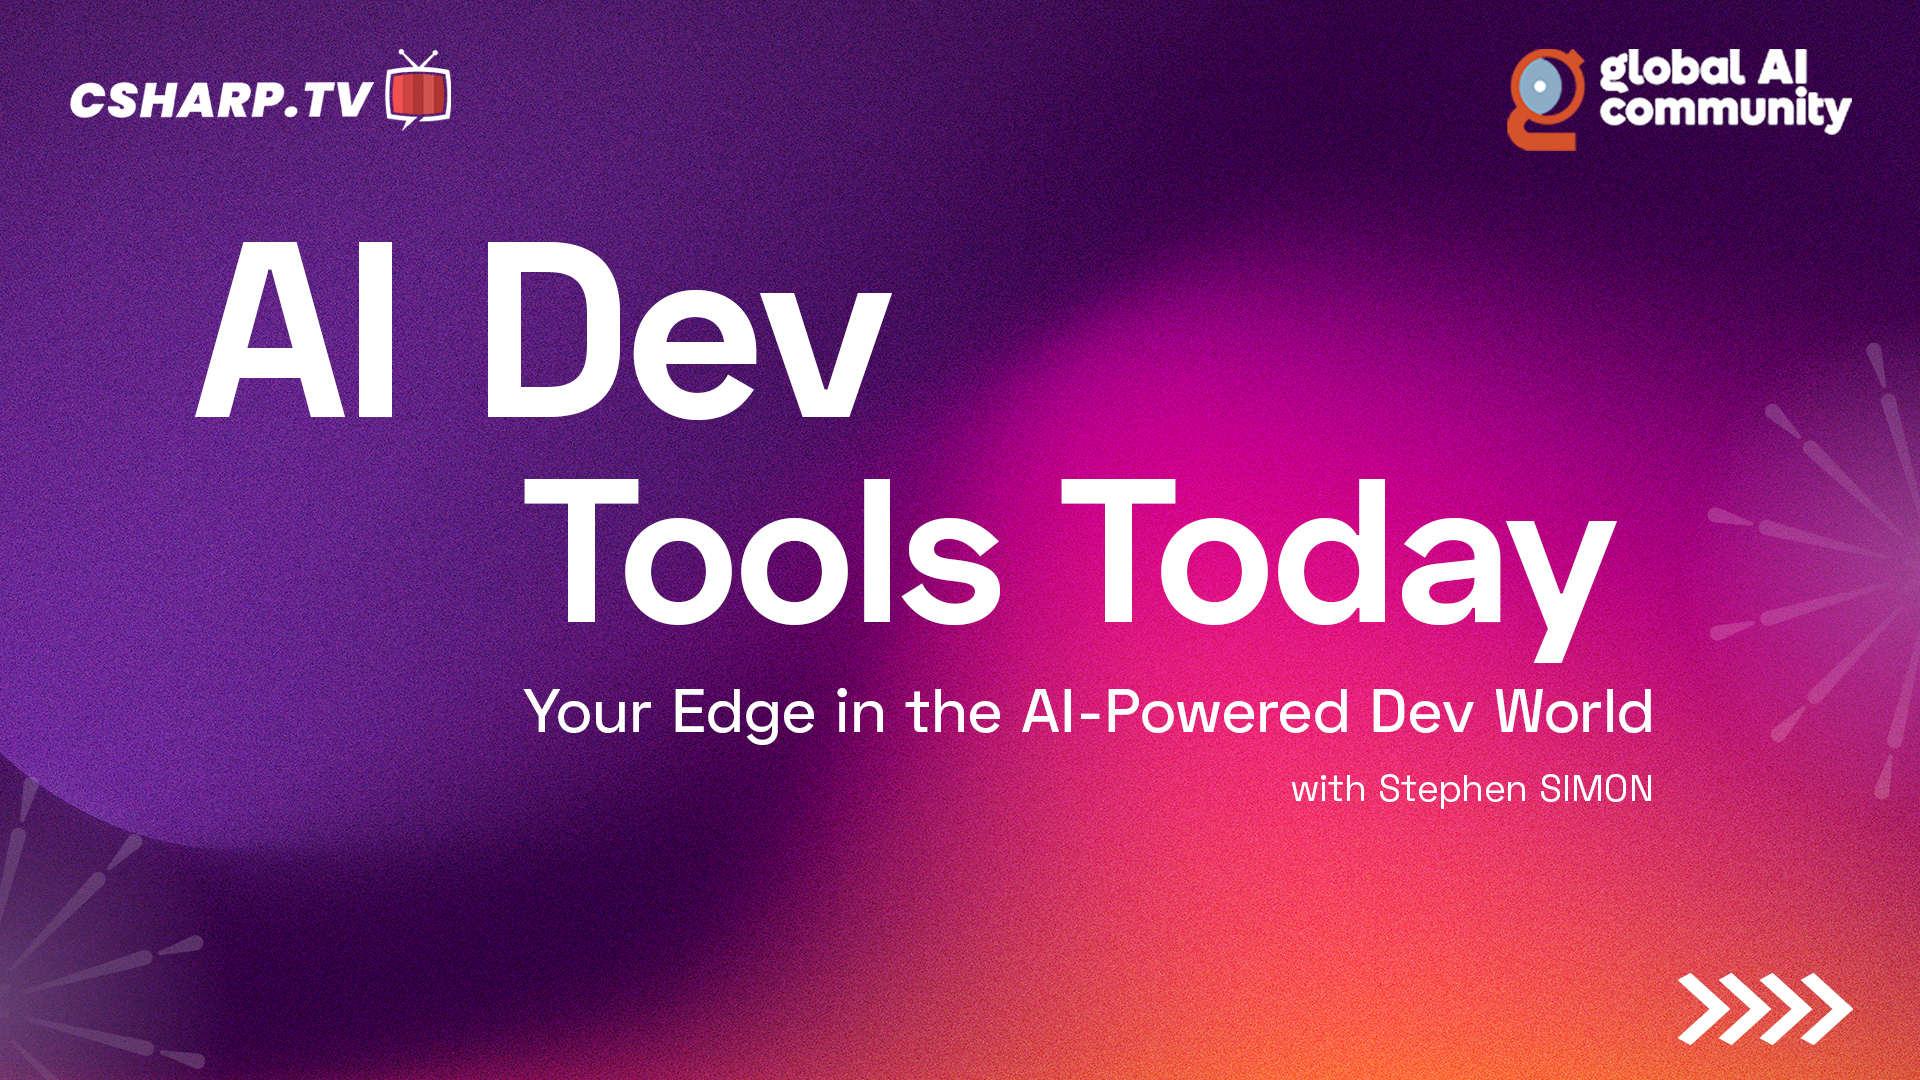 CSHARP.TV
global AI
community
AI Dev
Tools Today
Your Edge in the AI-Powered Dev World
with Stephen SIMON